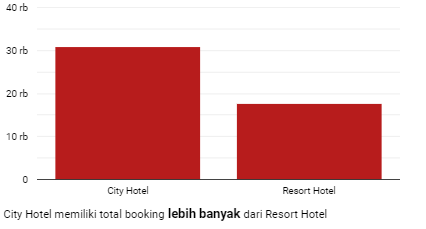 40 rb
30 rb
20 rb
10 rb
0
City Hotel Resort Hotel
City Hotel memiliki total booking lebih banyak dari Resort Hotel